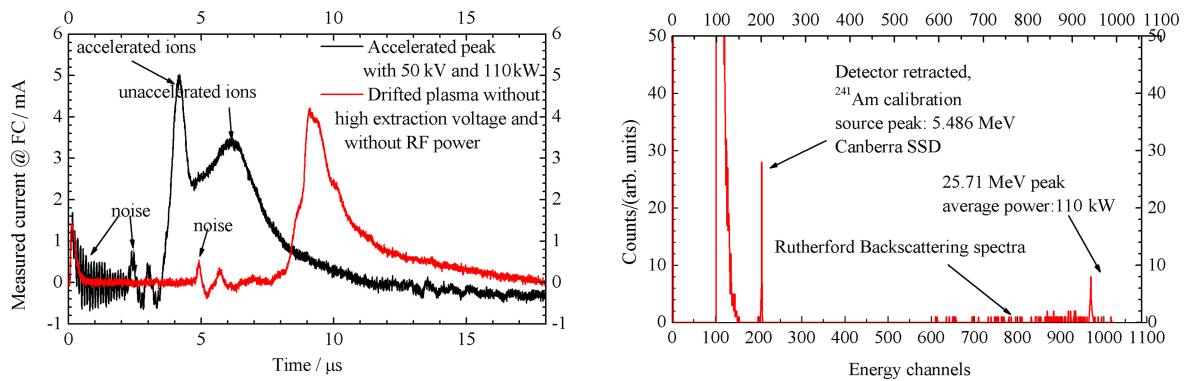 0 5 10 15
accelerated ions
Accelerated peak
with 50 kV and 110kW
unaccelerated ions
Drifted plasma without
high extraction voltage and
without RF power
noise
noise
6
5
4
3
2
1
0
-1
6
5
4
3
2
1
0
-1
Measured current @ FC / mA
0 5 10 15
Time / μs
0 100 200 300 400 500 600 700 800 900 1000 1100
50
40
30
20
10
0
50
40
30
20
10
0
Counts/(arb. units)
Detector retracted,
²⁴¹Am calibration
source peak: 5.486 MeV
Canberra SSD
25.71 MeV peak
average power:110 kW
Rutherford Backscattering spectra
0 100 200 300 400 500 600 700 800 900 1000 1100
Energy channels